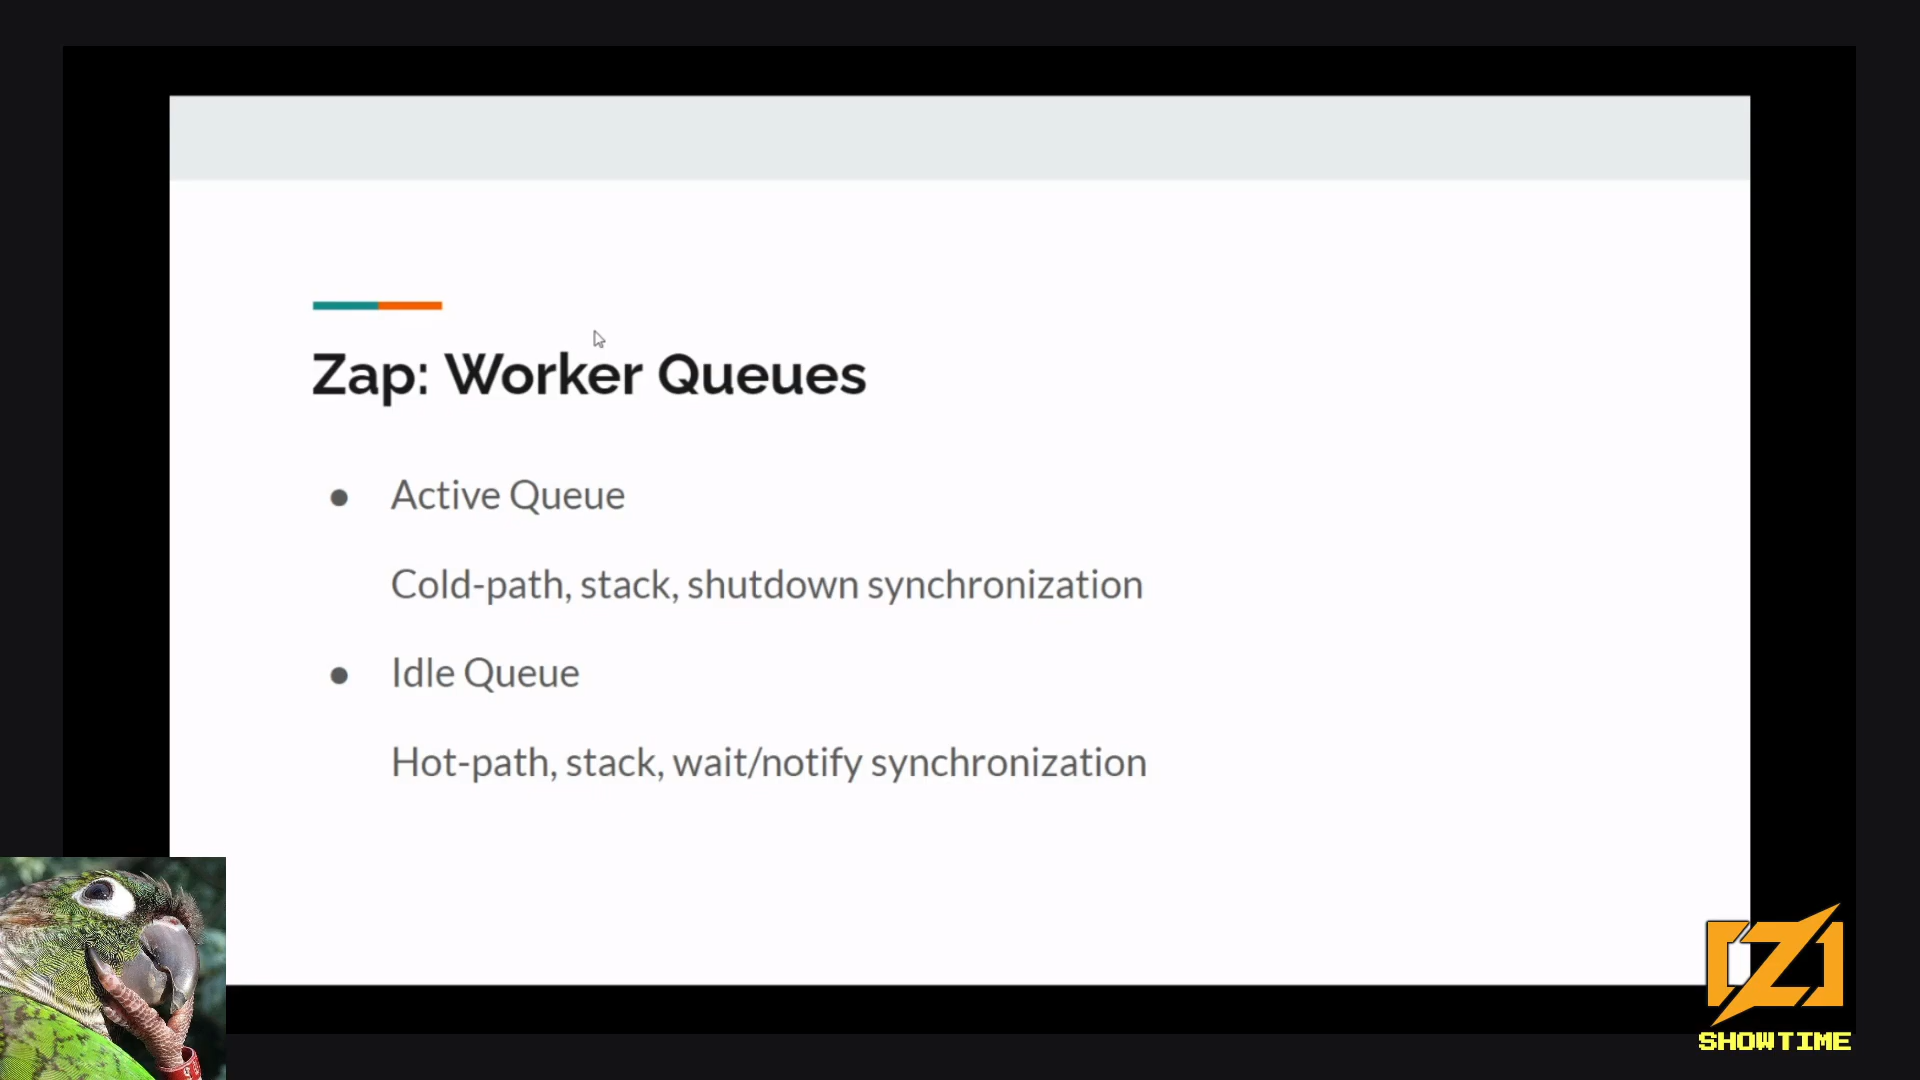 Zap: Worker Queues
● Active Queue
Cold-path, stack, shutdown synchronization
● Idle Queue
Hot-path, stack, wait/notify synchronization
SHOWTIME